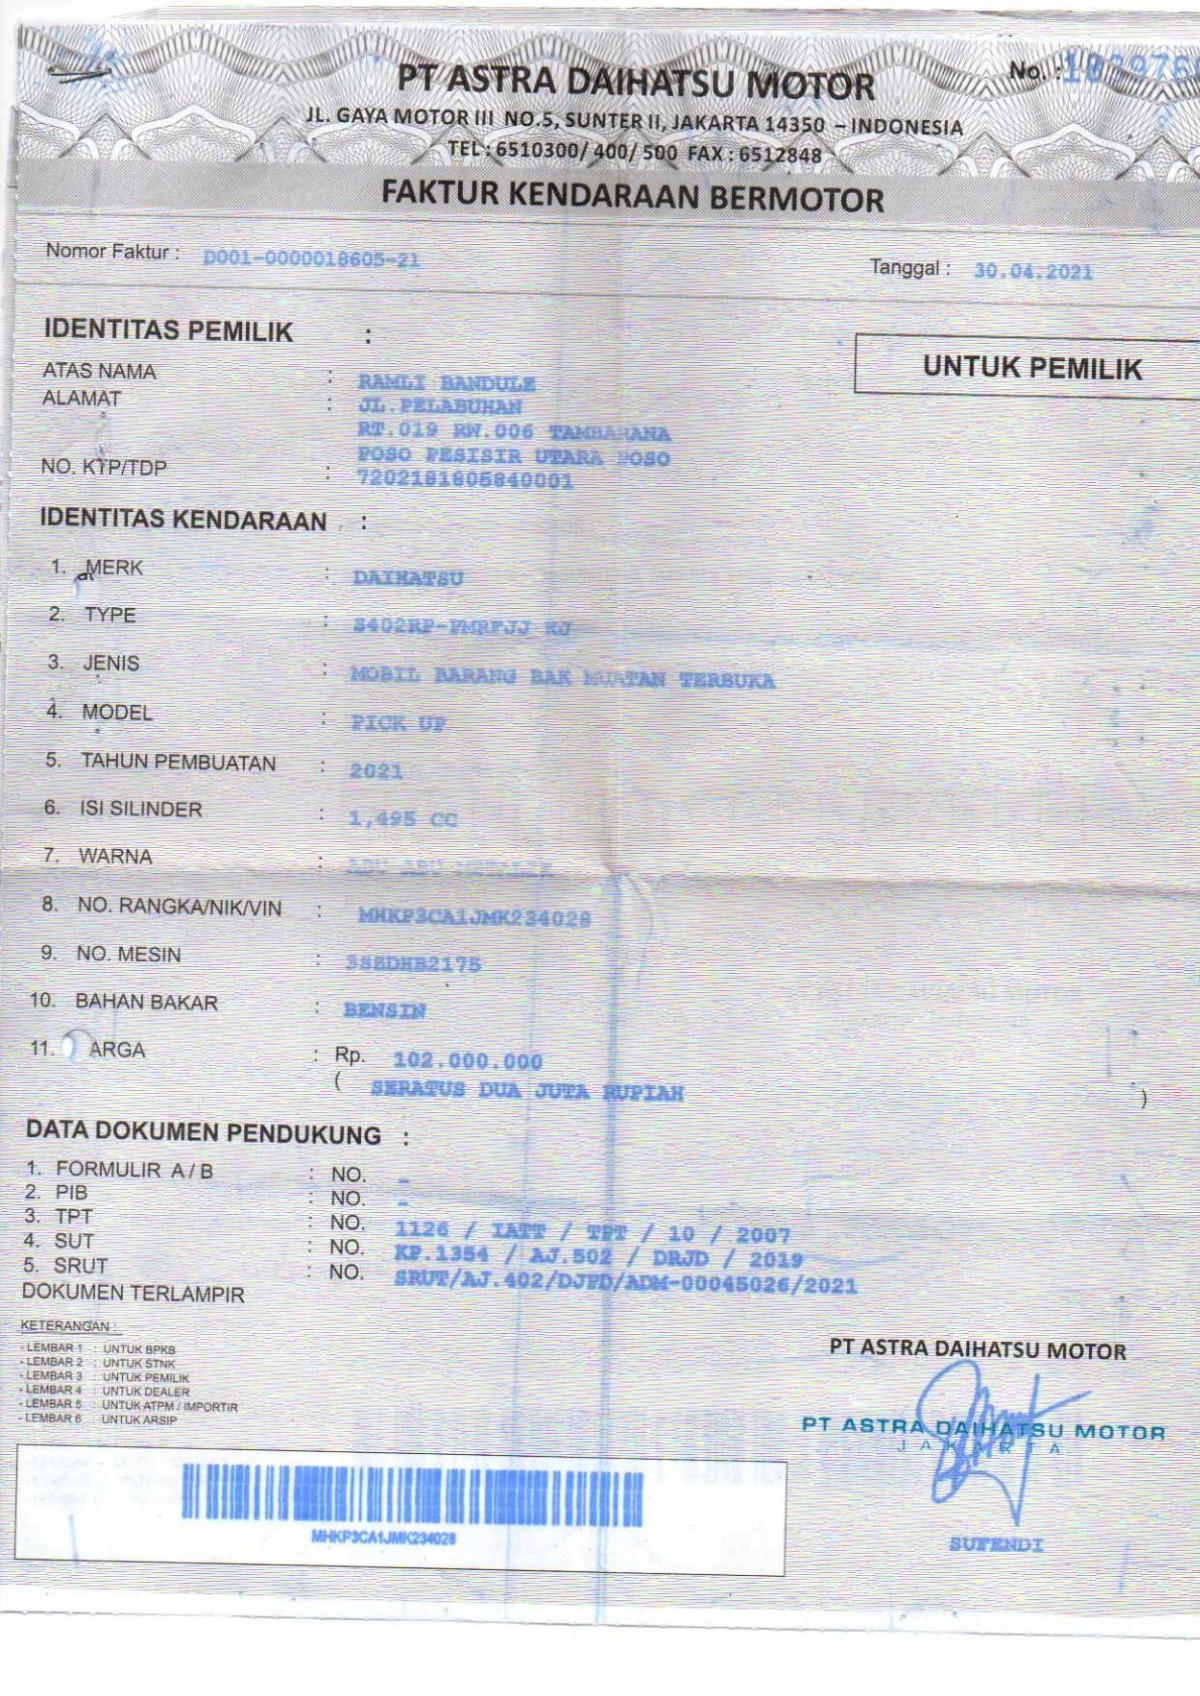 PT ASTRA DAIHATSU MOTOR
No. :
JL. GAYA MOTOR III NO.5, SUNTER II, JAKARTA 14350 – INDONESIA
TEL : 6510300/ 400/ 500 FAX : 6512848
FAKTUR KENDARAAN BERMOTOR
Nomor Faktur : D001-0000018605-21
Tanggal : 30.04.2021
IDENTITAS PEMILIK :
UNTUK PEMILIK
ATAS NAMA : RAMLI BANDULE
ALAMAT : JL.PELABUHAN
RT.019 RW.006 TAMBARANA
POSO PESISIR UTARA POSO
NO. KTP/TDP : 7202181805840001
IDENTITAS KENDARAAN :
1. MERK : DAIHATSU
2. TYPE : S402RP-PMRFJJ KJ
3. JENIS : MOBIL BARANG BAK MUATAN TERBUKA
4. MODEL : PICK UP
5. TAHUN PEMBUATAN : 2021
6. ISI SILINDER : 1,495 CC
7. WARNA : ABU ABU METALIK
8. NO. RANGKA/NIK/VIN : MHKP3CA1JMK234028
9. NO. MESIN : 3SZDHB2175
10. BAHAN BAKAR : BENSIN
11. ARGA : Rp. 102.000.000
( SERATUS DUA JUTA RUPIAH )
DATA DOKUMEN PENDUKUNG :
1. FORMULIR A / B : NO. -
2. PIB : NO. -
3. TPT : NO. 1126 / IATT / TPT / 10 / 2007
4. SUT : NO. KP.1354 / AJ.502 / DRJD / 2019
5. SRUT : NO. SRUT/AJ.402/DJPD/ADM-00045026/2021
DOKUMEN TERLAMPIR
KETERANGAN :
- LEMBAR 1 : UNTUK BPKB
- LEMBAR 2 : UNTUK STNK
- LEMBAR 3 : UNTUK PEMILIK
- LEMBAR 4 : UNTUK DEALER
- LEMBAR 5 : UNTUK ATPM / IMPORTIR
- LEMBAR 6 : UNTUK ARSIP
PT ASTRA DAIHATSU MOTOR
PT ASTRA DAIHATSU MOTOR
JAKARTA
MHKP3CA1JMK234028
SUPENDI